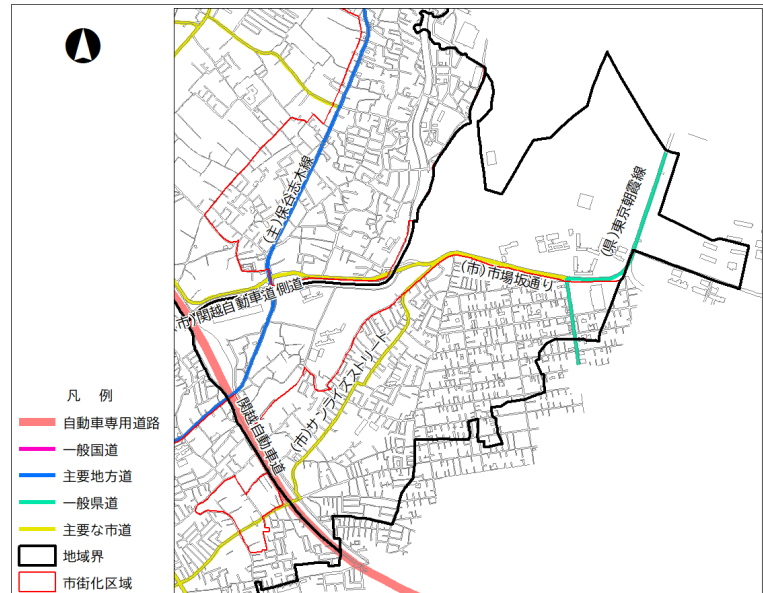 (主)保谷志木線
(県)東京朝霞線
(市)市場坂通り
市)関越自動車道側道
(市)サンライズストリート
関越自動車道
凡 例
自動車専用道路
一般国道
主要地方道
一般県道
主要な市道
地域界
市街化区域